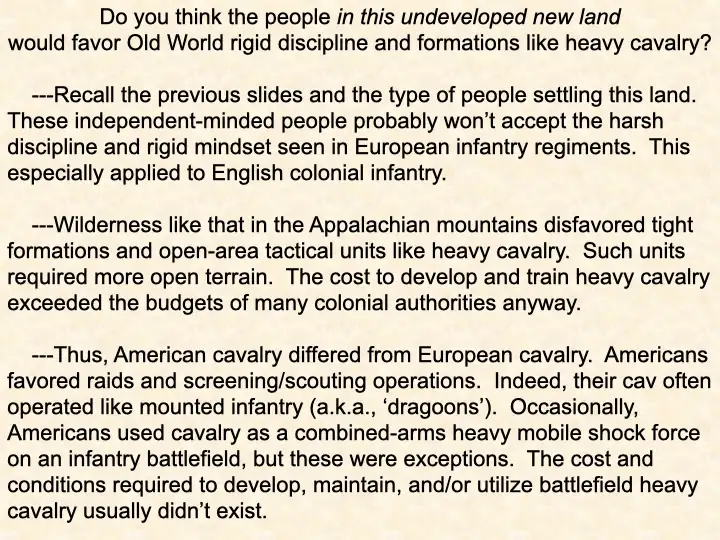 Do you think the people in this undeveloped new land
would favor Old World rigid discipline and formations like heavy cavalry?
---Recall the previous slides and the type of people settling this land.
These independent-minded people probably won’t accept the harsh
discipline and rigid mindset seen in European infantry regiments.  This
especially applied to English colonial infantry.
---Wilderness like that in the Appalachian mountains disfavored tight
formations and open-area tactical units like heavy cavalry.  Such units
required more open terrain.  The cost to develop and train heavy cavalry
exceeded the budgets of many colonial authorities anyway.
---Thus, American cavalry differed from European cavalry.  Americans
favored raids and screening/scouting operations.  Indeed, their cav often
operated like mounted infantry (a.k.a., ‘dragoons’).  Occasionally,
Americans used cavalry as a combined-arms heavy mobile shock force
on an infantry battlefield, but these were exceptions.  The cost and
conditions required to develop, maintain, and/or utilize battlefield heavy
cavalry usually didn’t exist.